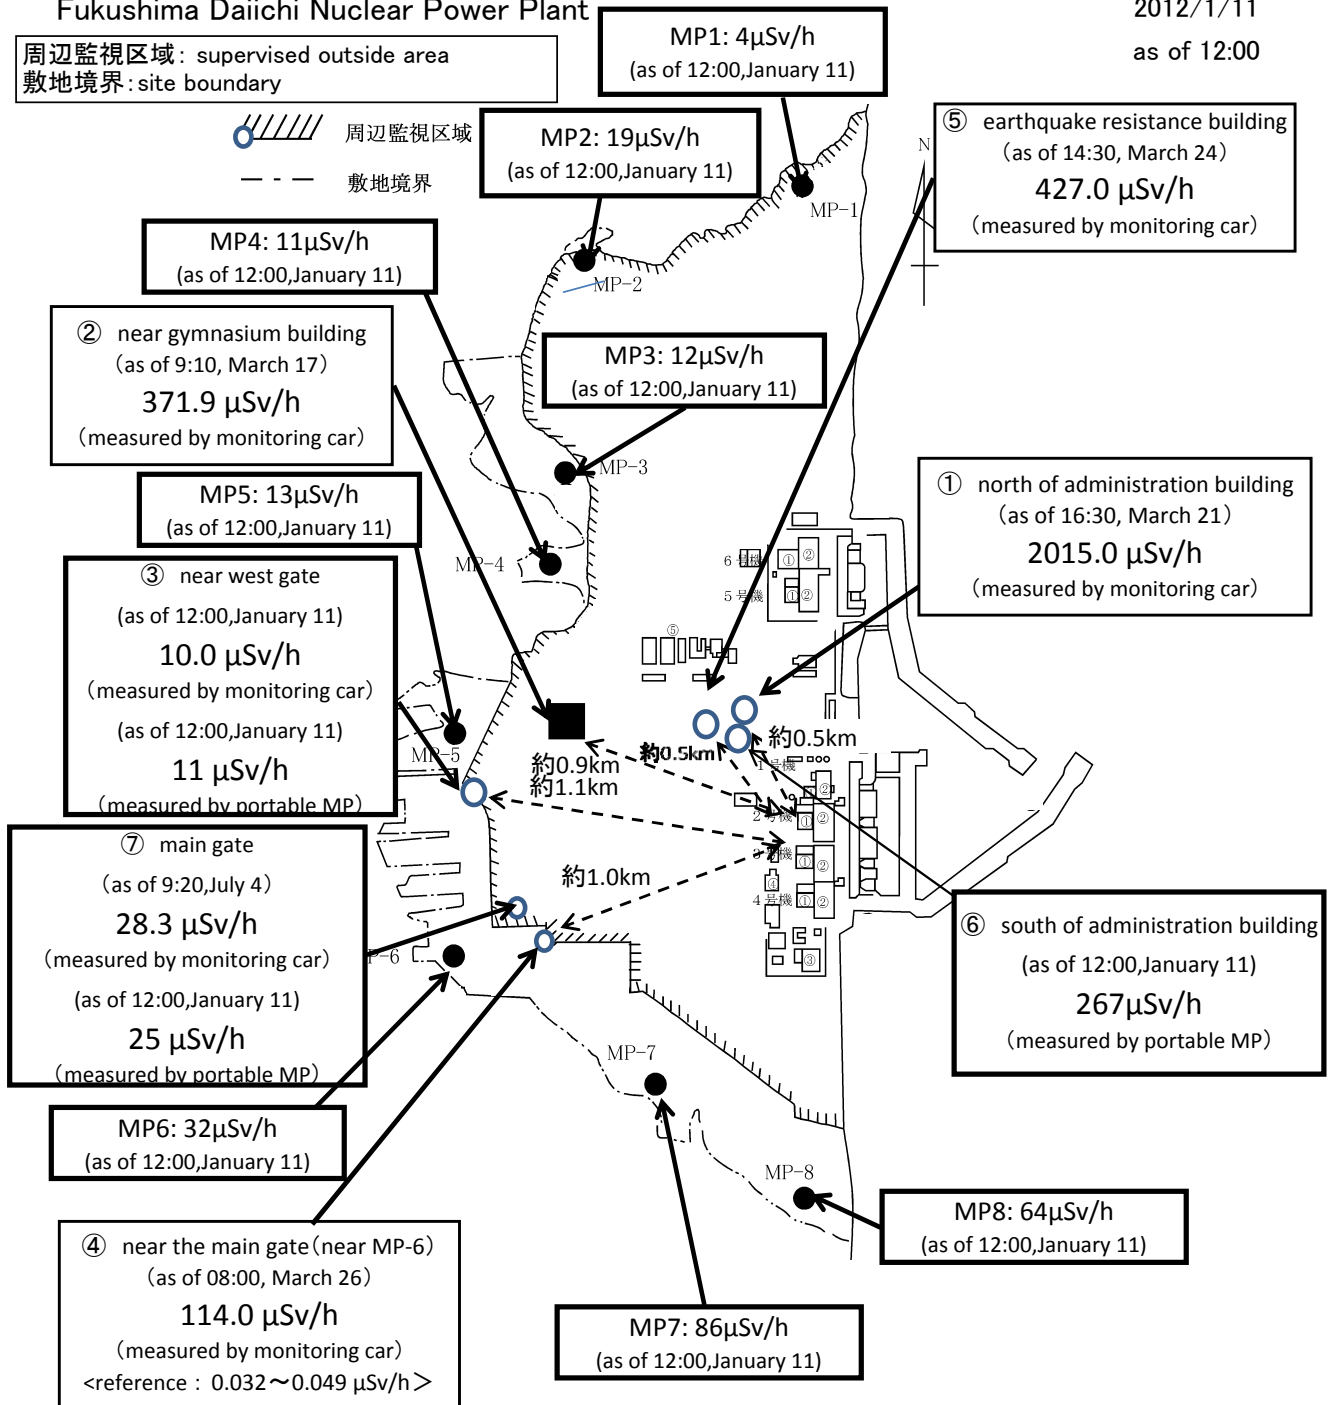 Fukushima Daiichi Nuclear Power Plant
2012/1/11
as of 12:00
周辺監視区域: supervised outside area
敷地境界:site boundary
周辺監視区域
敷地境界
N
MP1: 4μSv/h
(as of 12:00,January 11)
MP-1
MP2: 19μSv/h
(as of 12:00,January 11)
MP-2
⑤ earthquake resistance building
(as of 14:30, March 24)
427.0 μSv/h
(measured by monitoring car)
MP4: 11μSv/h
(as of 12:00,January 11)
② near gymnasium building
(as of 9:10, March 17)
371.9 μSv/h
(measured by monitoring car)
MP3: 12μSv/h
(as of 12:00,January 11)
MP-3
MP5: 13μSv/h
(as of 12:00,January 11)
MP-4
① north of administration building
(as of 16:30, March 21)
2015.0 μSv/h
(measured by monitoring car)
③ near west gate
(as of 12:00,January 11)
10.0 μSv/h
(measured by monitoring car)
(as of 12:00,January 11)
11 μSv/h
(measured by portable MP)
6号機
① ②
5号機
① ②
⑤
MP-5
約0.9km
約1.1km
約0.5km
約0.5km
1号機
②
2号機
① ②
3号機
① ②
④
4号機
① ②
③
約1.0km
⑦ main gate
(as of 9:20,July 4)
28.3 μSv/h
(measured by monitoring car)
(as of 12:00,January 11)
25 μSv/h
(measured by portable MP)
P-6
⑥ south of administration building
(as of 12:00,January 11)
267μSv/h
(measured by portable MP)
MP-7
MP6: 32μSv/h
(as of 12:00,January 11)
MP-8
MP8: 64μSv/h
(as of 12:00,January 11)
④ near the main gate(near MP-6)
(as of 08:00, March 26)
114.0 μSv/h
(measured by monitoring car)
<reference : 0.032～0.049 μSv/h>
MP7: 86μSv/h
(as of 12:00,January 11)